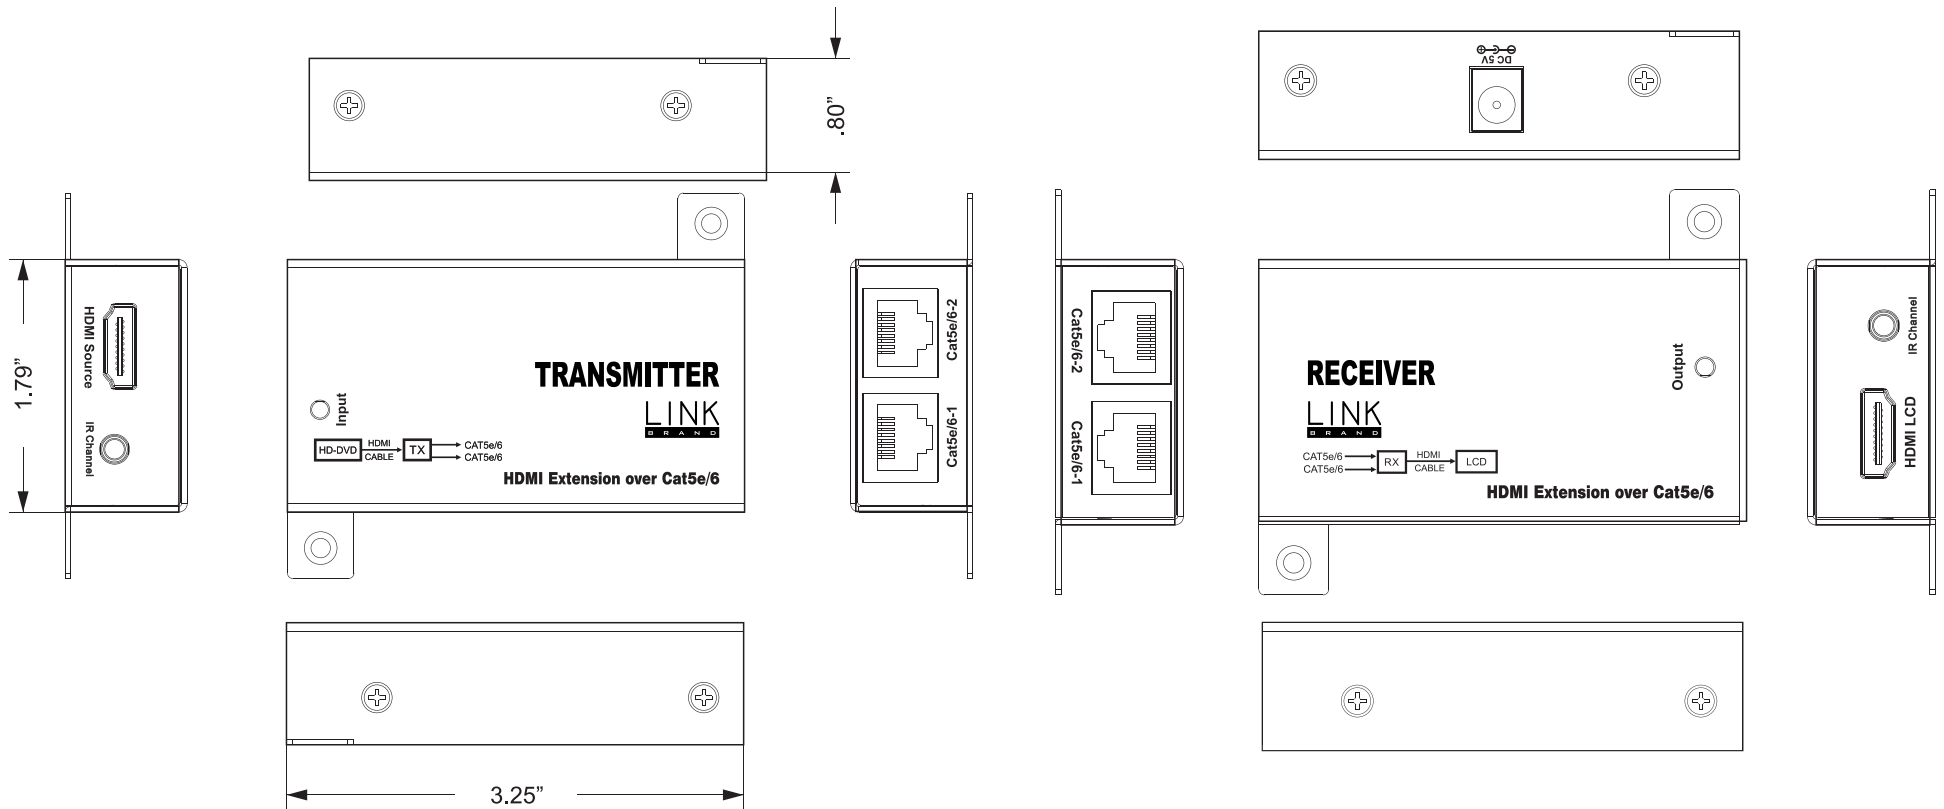 .80”
1.79”
HDMI Source
IR Channel
Input
TRANSMITTER
LINK
BRAND
HD-DVD
HDMI
CABLE
TX
CAT5e/6
CAT5e/6
HDMI Extension over Cat5e/6
Cat5e/6-2
Cat5e/6-1
3.25”
DC 5V
Cat5e/6-2
Cat5e/6-1
RECEIVER
LINK
BRAND
Output
CAT5e/6
CAT5e/6
RX
HDMI
CABLE
LCD
HDMI Extension over Cat5e/6
IR Channel
HDMI LCD